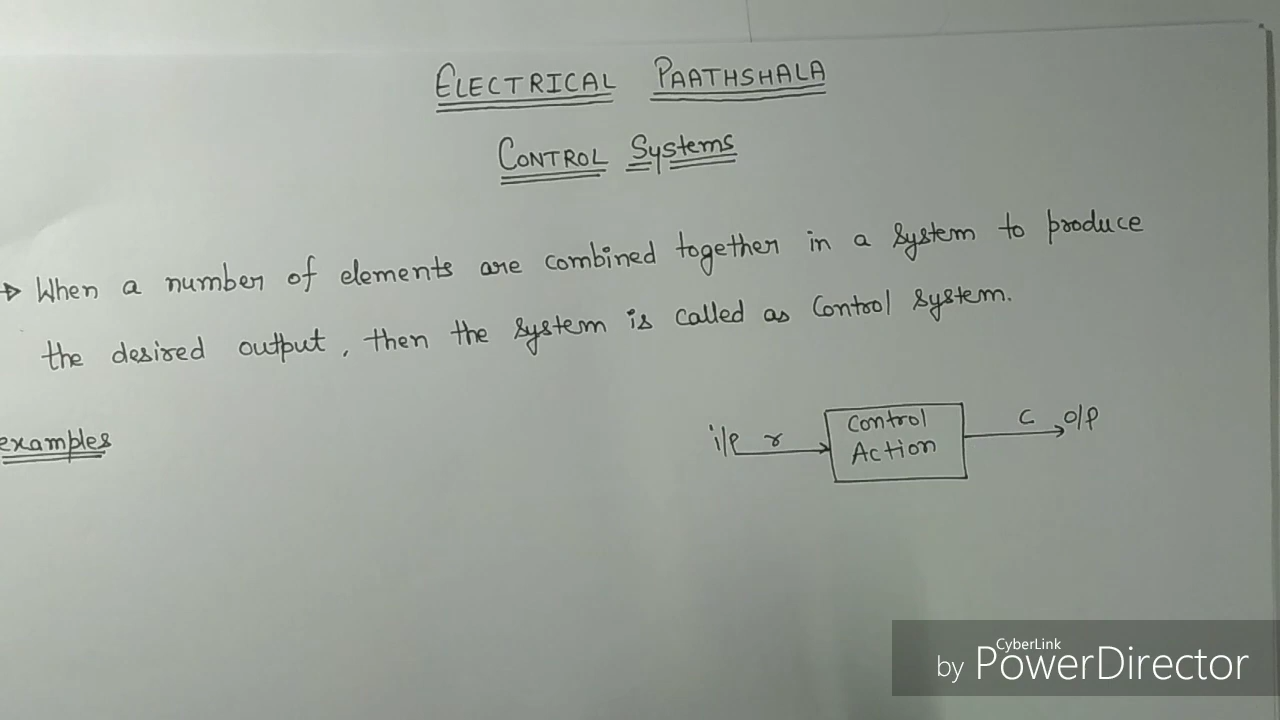 ELECTRICAL PAATHSHALA
CONTROL Systems
When a number of elements are combined together in a system to produce
the desired output, then the system is called as Control system.
examples
i/p r
Control
Action
C o/p
CyberLink
by PowerDirector